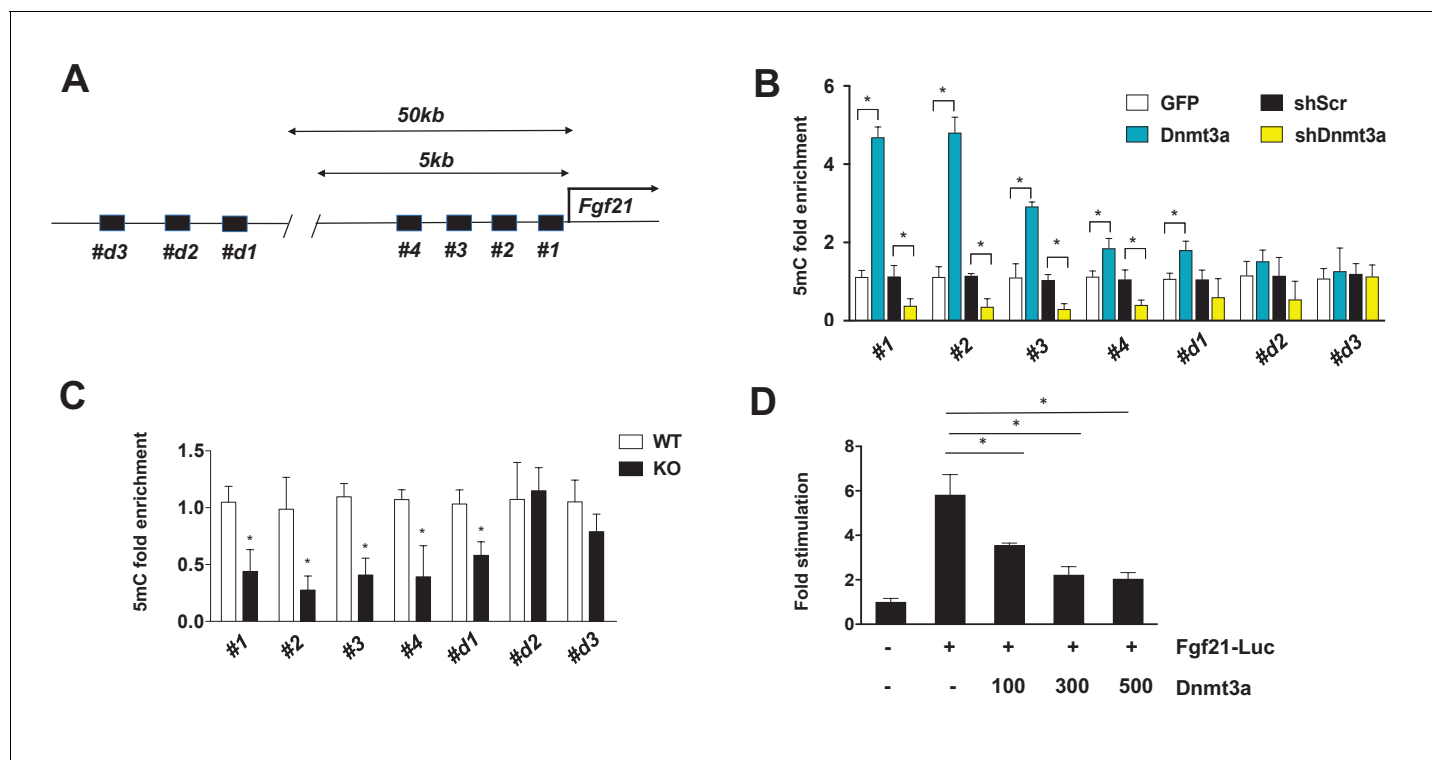 A
50kb
5kb
Fgf21
#d3 #d2 #d1 #4 #3 #2 #1
B
5mC fold enrichment
6
4
2
0
* * * * * * * * *
GFP shScr
Dnmt3a shDnmt3a
#1 #2 #3 #4 #d1 #d2 #d3
C
5mC fold enrichment
1.5
1.0
0.5
0.0
* * * * *
WT
KO
#1 #2 #3 #4 #d1 #d2 #d3
D
Fold stimulation
8
6
4
2
0
*
*
*
- + + + + Fgf21-Luc
- - 100 300 500 Dnmt3a